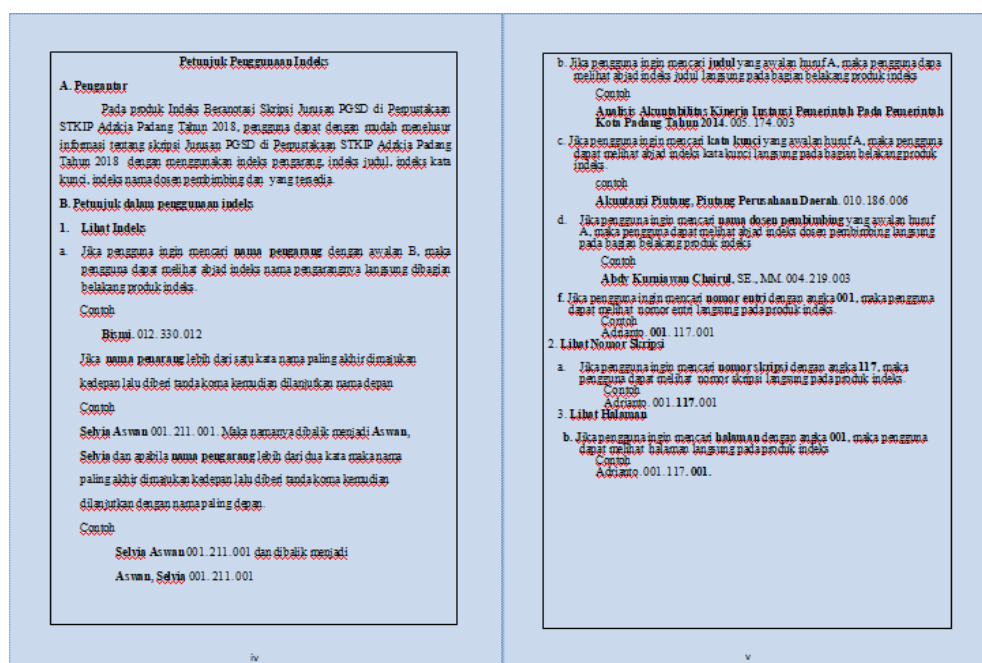 Petunjuk Penggunaan Indeks
A. Pengantar
Pada produk Indeks Beranotasi Skripsi Jurusan PGSD di Perpustakaan
STKIP Adzkia Padang Tahun 2018, pengguna dapat dengan mudah menelusur
informasi tentang skripsi Jurusan PGSD di Perpustakaan STKIP Adzkia Padang
Tahun 2018 dengan menggunakan indeks pengarang, indeks judul, indeks kata
kunci, indeks nama dosen pembimbing dan yang tersedia.
B. Petunjuk dalam penggunaan indeks
1. Lihat Indeks
a. Jika pengguna ingin mencari nama pengarang dengan awalan B, maka
pengguna dapat melihat abjad indeks nama pengarangnya langsung dibagian
belakang produk indeks.
Contoh
Bismi. 012. 330. 012
Jika nama penarang lebih dari satu kata nama paling akhir dimajukan
kedepan lalu diberi tanda koma kemudian dilanjutkan nama depan
Contoh
Selvia Aswan 001. 211. 001. Maka namanya dibalik menjadi Aswan,
Selvia dan apabila nama pengarang lebih dari dua kata maka nama
paling akhir dimajukan kedepan lalu diberi tanda koma kemudian
dilanjutkan dengan nama paling depan.
Contoh
Selvia Aswan 001. 211. 001 dan dibalik menjadi
Aswan, Selvia 001. 211. 001
iv
b. Jika pengguna ingin mencari judul yang awalan huruf A, maka pengguna dapa
melihat abjad indeks judul langsung pada bagian belakang produk indeks
Contoh
Analisis Akuntabilitas Kinerja Instansi Pemerintah Pada Pemerintah
Kota Padang Tahun 2014. 005. 174. 003
c. Jika pengguna ingin mencari kata kunci yang awalan huruf A, maka pengguna
dapat melihat abjad indeks kata kunci langsung pada bagian belakang produk
indeks.
contoh
Akuntansi Piutang, Piutang Perusahaan Daerah. 010. 186. 006
d. Jika pengguna ingin mencari nama dosen pembimbing yang awalan huruf
A, maka pengguna dapat melihat abjad indeks dosen pembimbing langsung
pada bagian belakang produk indeks
Contoh
Abdy Kurniawan Chairul, SE., MM. 004. 219. 003
f. Jika pengguna ingin mencari nomor entri dengan angka 001, maka pengguna
dapat melihat nomor entri langsung pada produk indeks.
Contoh
Adrianto. 001. 117. 001
2. Lihat Nomor Skripsi
a. Jika pengguna ingin mencari nomor skripsi dengan angka 117, maka
pengguna dapat melihat nomor skripsi langsung pada produk indeks.
Contoh
Adrianto. 001. 117. 001
3. Lihat Halaman
b. Jika pengguna ingin mencari halaman dengan angka 001, maka pengguna
dapat melihat halaman langsung pada produk indeks
Contoh
Adrianto. 001. 117. 001.
v